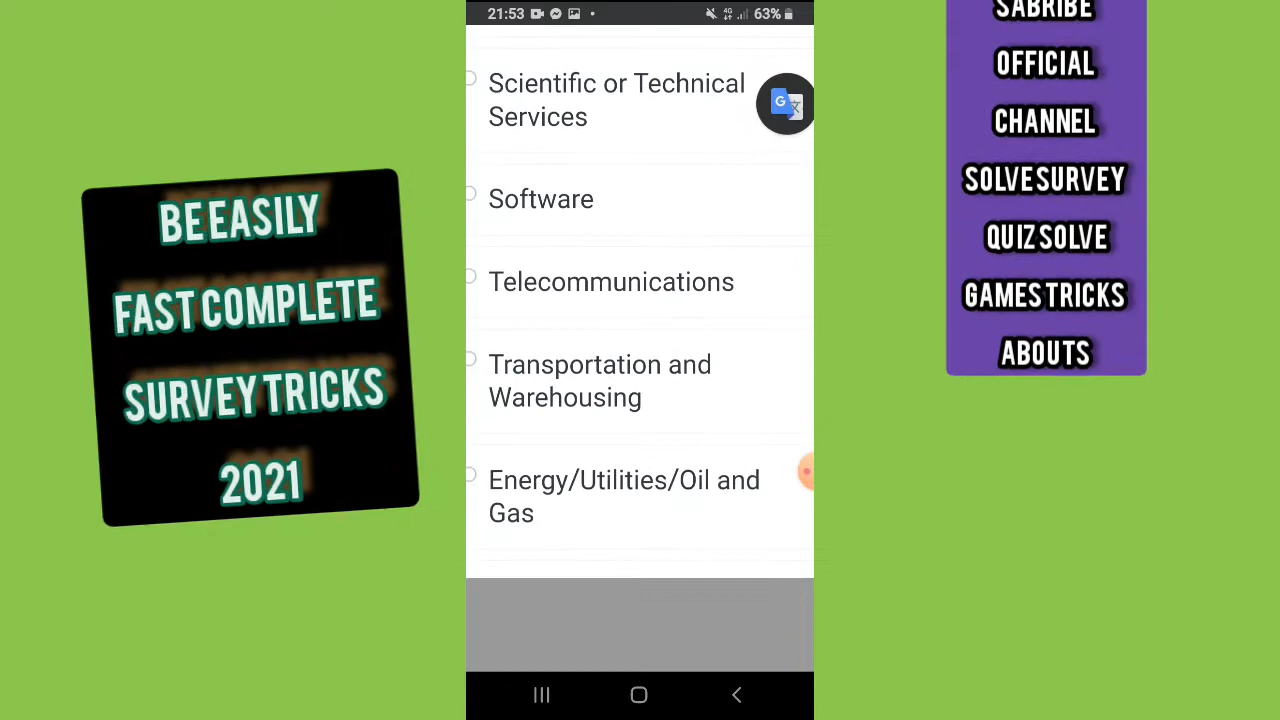 BE EASILY
FAST COMPLETE
SURVEY TRICKS
2021
21:53
4G
63%
Scientific or Technical
Services
Software
Telecommunications
Transportation and
Warehousing
Energy/Utilities/Oil and
Gas
G
SABRIBE
OFFICIAL
CHANNEL
SOLVE SURVEY
QUIZ SOLVE
GAMES TRICKS
ABOUTS